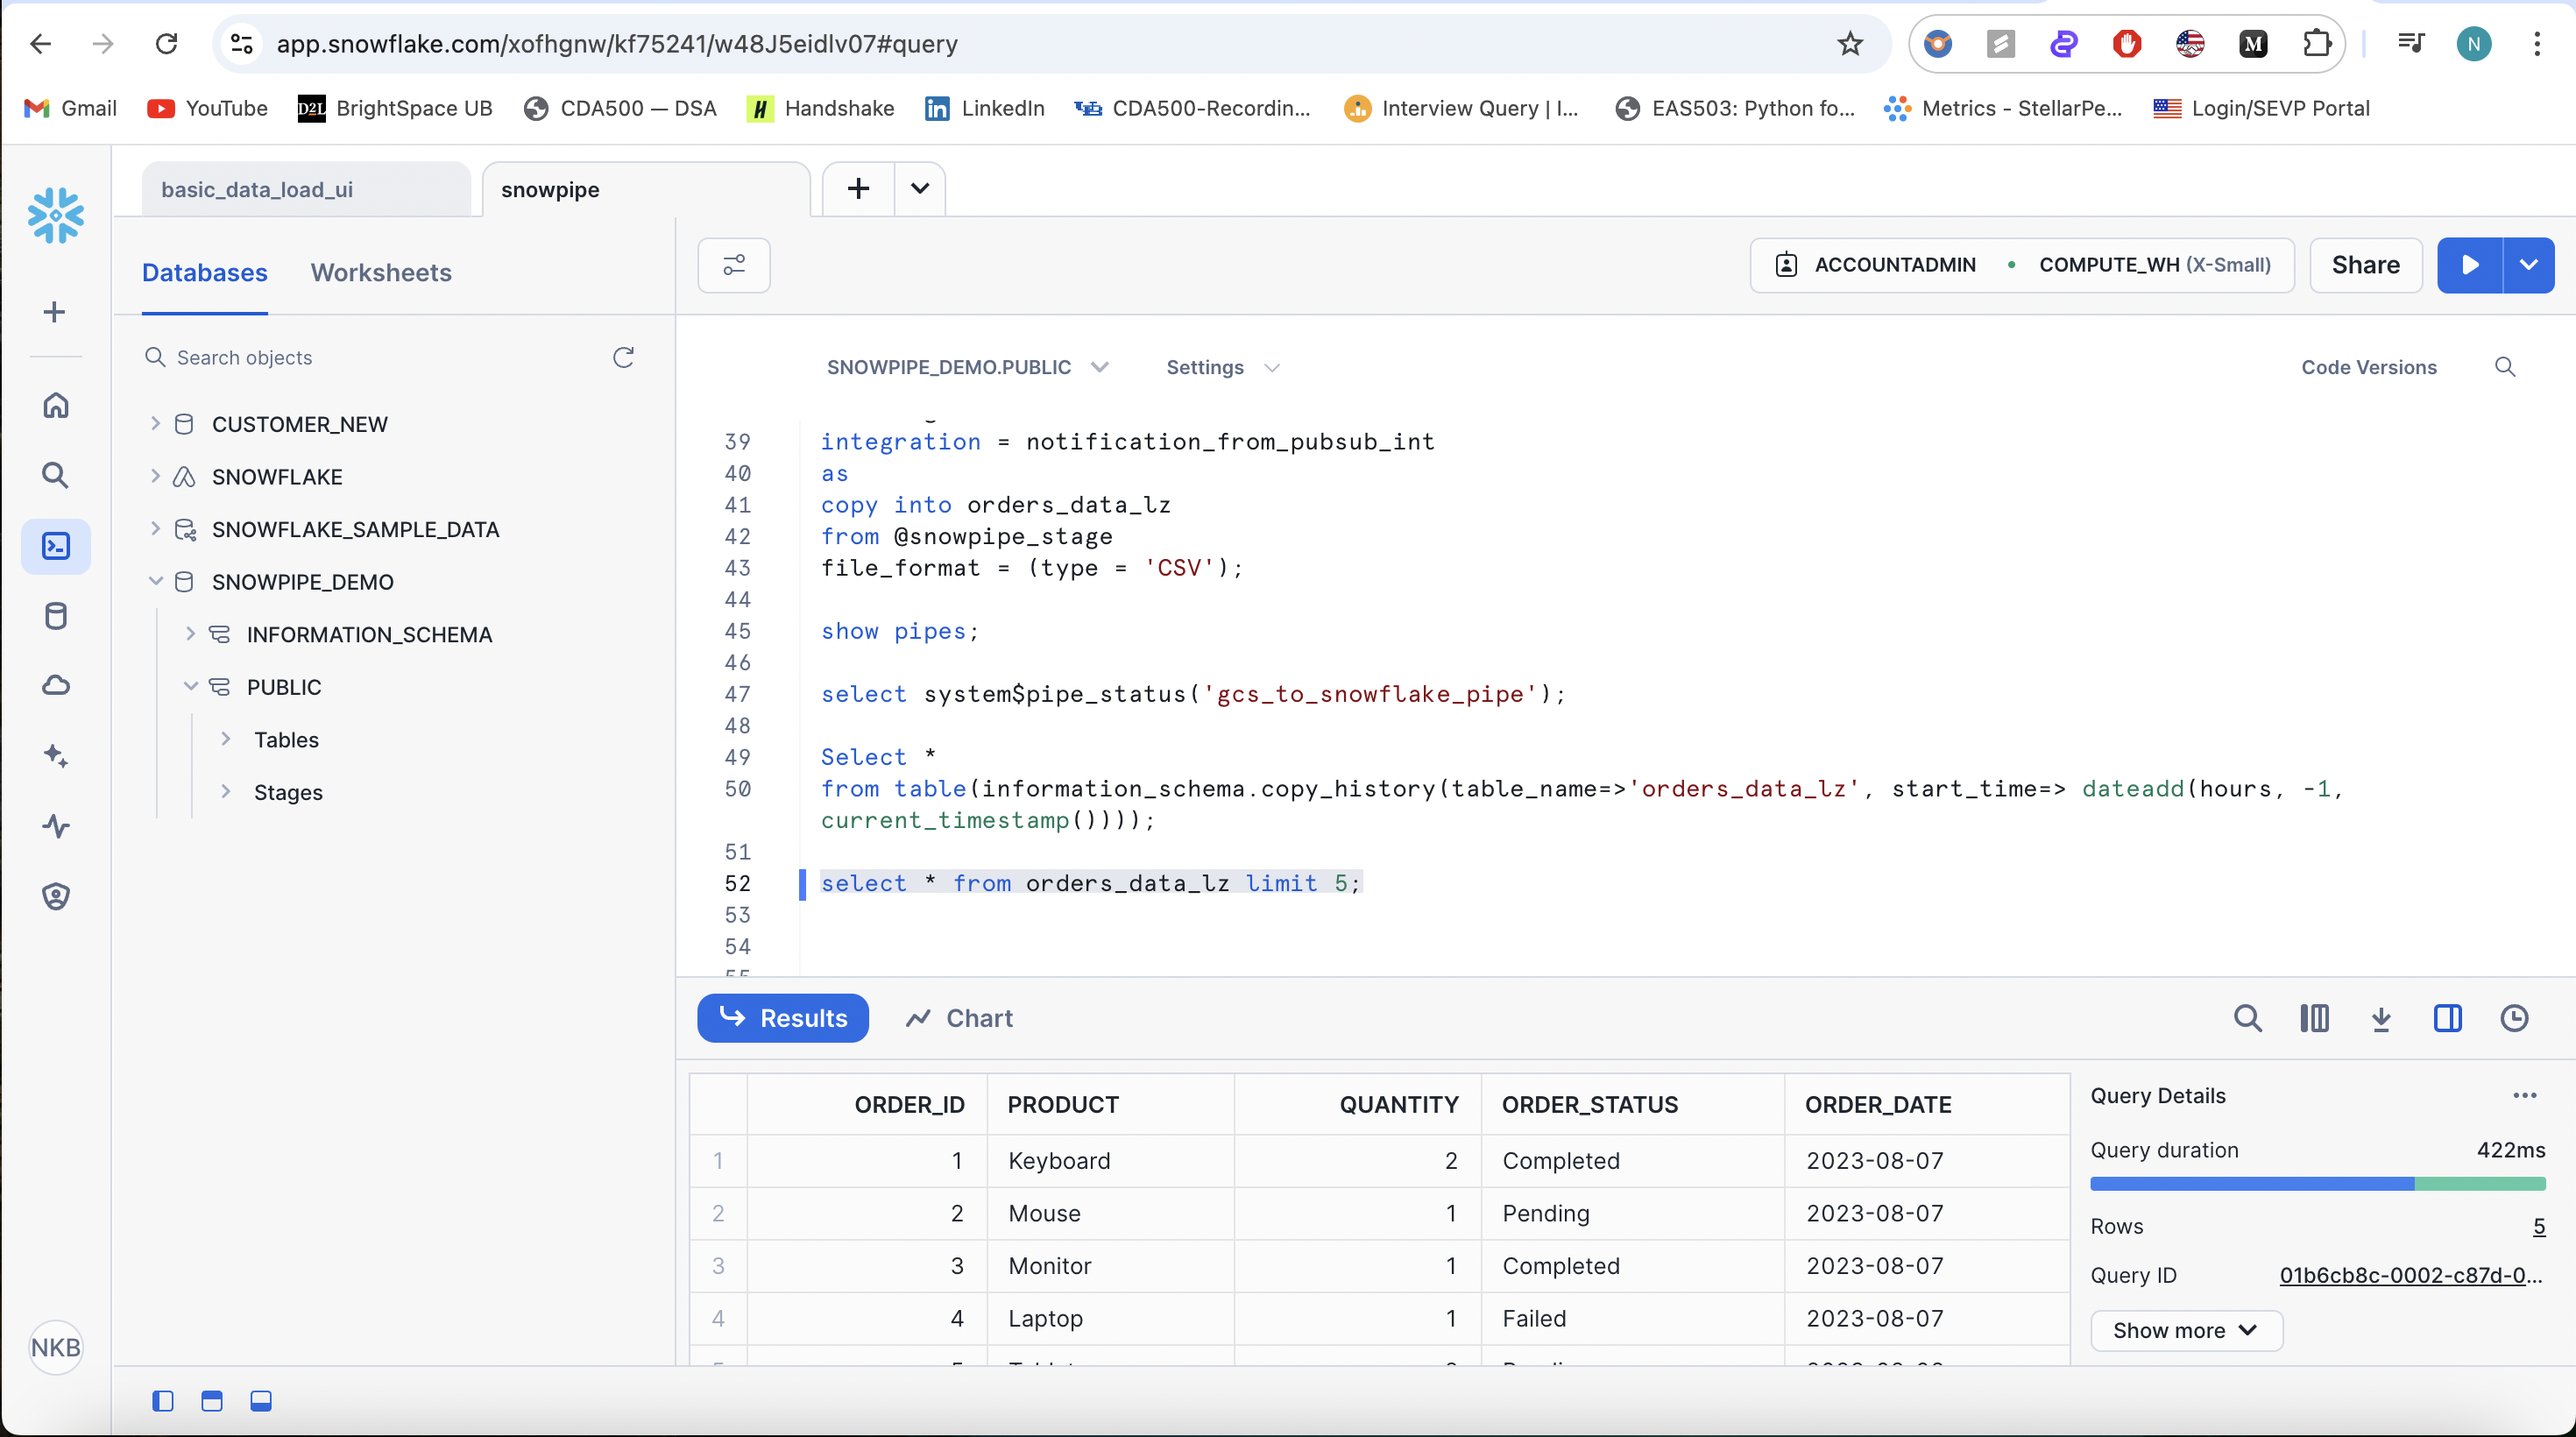 app.snowflake.com/xofhgnw/kf75241/w48J5eidlv07#query
M
N
Gmail
YouTube
D2L BrightSpace UB
CDA500 — DSA
H Handshake
in LinkedIn
UB CDA500-Recordin...
Interview Query | I...
EAS503: Python fo...
Metrics - StellarPe...
Login/SEVP Portal
basic_data_load_ui
snowpipe
Databases
Worksheets
ACCOUNTADMIN
COMPUTE_WH (X-Small)
Share
Search objects
SNOWPIPE_DEMO.PUBLIC
Settings
Code Versions
CUSTOMER_NEW
SNOWFLAKE
SNOWFLAKE_SAMPLE_DATA
SNOWPIPE_DEMO
INFORMATION_SCHEMA
PUBLIC
Tables
Stages
NKB
39 integration = notification_from_pubsub_int
40 as
41 copy into orders_data_lz
42 from @snowpipe_stage
43 file_format = (type = 'CSV');
44
45 show pipes;
46
47 select system$pipe_status('gcs_to_snowflake_pipe');
48
49 Select *
50 from table(information_schema.copy_history(table_name=>'orders_data_lz', start_time=> dateadd(hours, -1,
current_timestamp())));
51
52 select * from orders_data_lz limit 5;
53
54
Results
Chart
ORDER_ID PRODUCT QUANTITY ORDER_STATUS ORDER_DATE
1 1 Keyboard 2 Completed 2023-08-07
2 2 Mouse 1 Pending 2023-08-07
3 3 Monitor 1 Completed 2023-08-07
4 4 Laptop 1 Failed 2023-08-07
Query Details
Query duration 422ms
Rows 5
Query ID 01b6cb8c-0002-c87d-0...
Show more